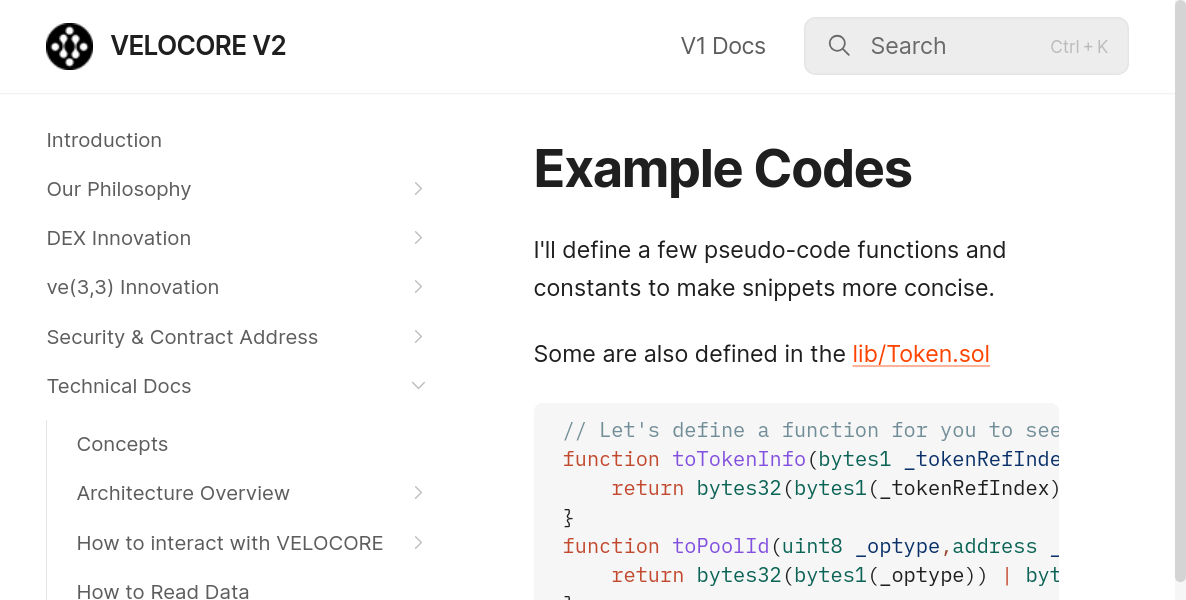 VELOCORE V2
V1 Docs
Search
Ctrl + K
Introduction
Our Philosophy
DEX Innovation
ve(3,3) Innovation
Security & Contract Address
Technical Docs
Concepts
Architecture Overview
How to interact with VELOCORE
How to Read Data
Example Codes
I'll define a few pseudo-code functions and
constants to make snippets more concise.
Some are also defined in the lib/Token.sol
// Let's define a function for you to see
function toTokenInfo(bytes1 _tokenRefInde
return bytes32(bytes1(_tokenRefIndex)
}
function toPoolId(uint8 _optype,address _
return bytes32(bytes1(_optype)) | byt
}